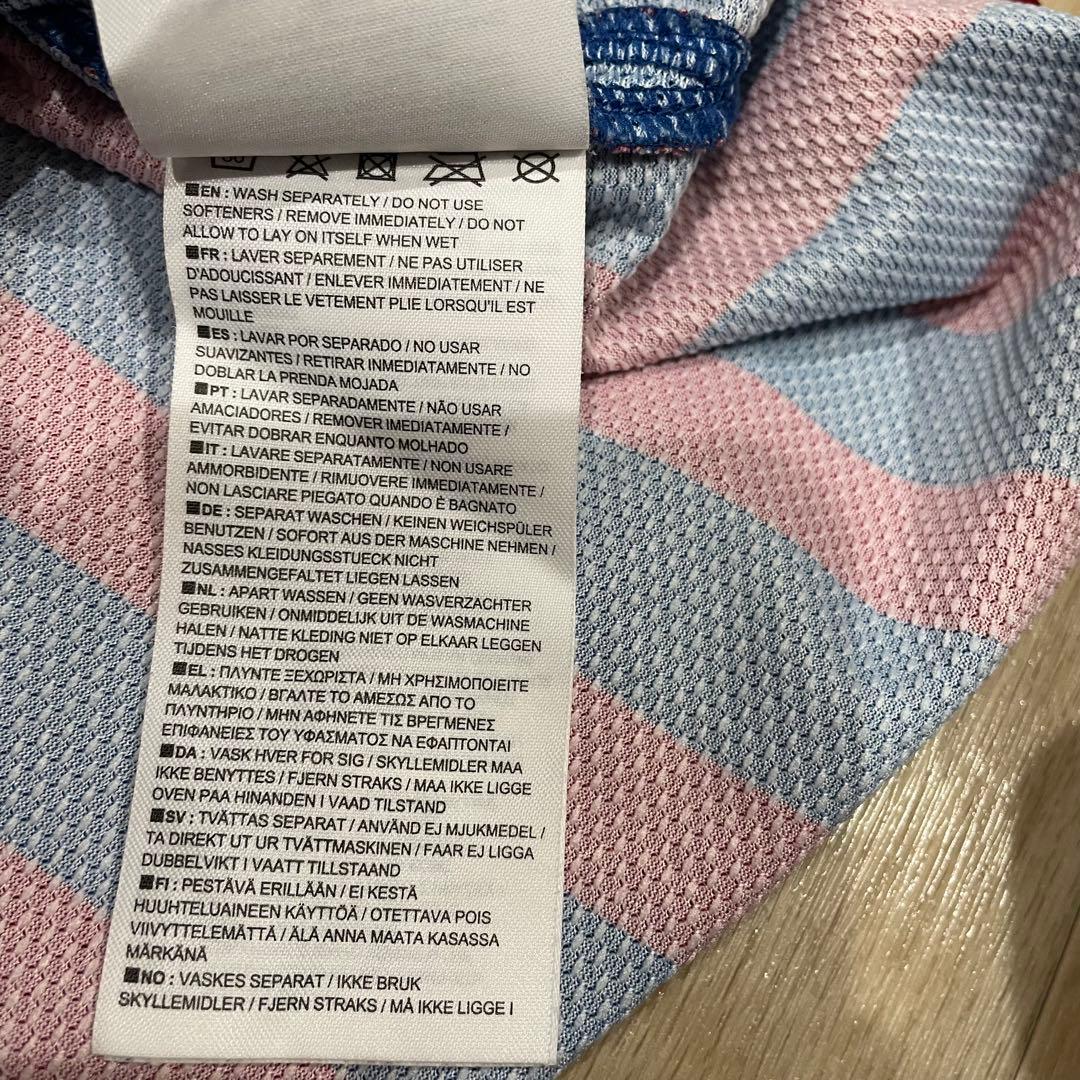 EN : WASH SEPARATELY / DO NOT USE
SOFTENERS / REMOVE IMMEDIATELY / DO NOT
ALLOW TO LAY ON ITSELF WHEN WET
FR : LAVER SEPAREMENT / NE PAS UTILISER
D'ADOUCISSANT / ENLEVER IMMEDIATEMENT / NE
PAS LAISSER LE VETEMENT PLIE LORSQU'IL EST
MOUILLE
ES : LAVAR POR SEPARADO / NO USAR
SUAVIZANTES / RETIRAR INMEDIATAMENTE / NO
DOBLAR LA PRENDA MOJADA
PT : LAVAR SEPARADAMENTE / NÃO USAR
AMACIADORES / REMOVER IMEDIATAMENTE /
EVITAR DOBRAR ENQUANTO MOLHADO
IT : LAVARE SEPARATAMENTE / NON USARE
AMMORBIDENTE / RIMUOVERE IMMEDIATAMENTE /
NON LASCIARE PIEGATO QUANDO È BAGNATO
DE : SEPARAT WASCHEN / KEINEN WEICHSPÜLER
BENUTZEN / SOFORT AUS DER MASCHINE NEHMEN /
NASSES KLEIDUNGSSTUECK NICHT
ZUSAMMENGEFALTET LIEGEN LASSEN
NL : APART WASSEN / GEEN WASVERZACHTER
GEBRUIKEN / ONMIDDELIJK UIT DE WASMACHINE
HALEN / NATTE KLEDING NIET OP ELKAAR LEGGEN
TIJDENS HET DROGEN
EL : ΠΛΥΝΤΕ ΞΕΧΩΡΙΣΤΑ / ΜΗ ΧΡΗΣΙΜΟΠΟΙΕΙΤΕ
ΜΑΛΑΚΤΙΚΟ / ΒΓΑΛΤΕ ΤΟ ΑΜΕΣΩΣ ΑΠΟ ΤΟ
ΠΛΥΝΤΗΡΙΟ / ΜΗΝ ΑΦΗΝΕΤΕ ΤΙΣ ΒΡΕΓΜΕΝΕΣ
ΕΠΙΦΑΝΕΙΕΣ ΤΟΥ ΥΦΑΣΜΑΤΟΣ ΝΑ ΕΦΑΠΤΟΝΤΑΙ
DA : VASK HVER FOR SIG / SKYLLEMIDLER MAA
IKKE BENYTTES / FJERN STRAKS / MAA IKKE LIGGE
OVEN PAA HINANDEN I VAAD TILSTAND
SV : TVÄTTAS SEPARAT / ANVÄND EJ MJUKMEDEL /
TA DIREKT UT UR TVÄTTMASKINEN / FAAR EJ LIGGA
DUBBELVIKT I VAATT TILLSTAAND
FI : PESTÄVÄ ERILLÄÄN / EI KESTÄ
HUUHTELUAINEEN KÄYTTÖÄ / OTETTAVA POIS
VIIVYTTELEMÄTTÄ / ÄLÄ ANNA MAATA KASASSA
MÄRKÄNÄ
NO : VASKES SEPARAT / IKKE BRUK
SKYLLEMIDLER / FJERN STRAKS / MÅ IKKE LIGGE I